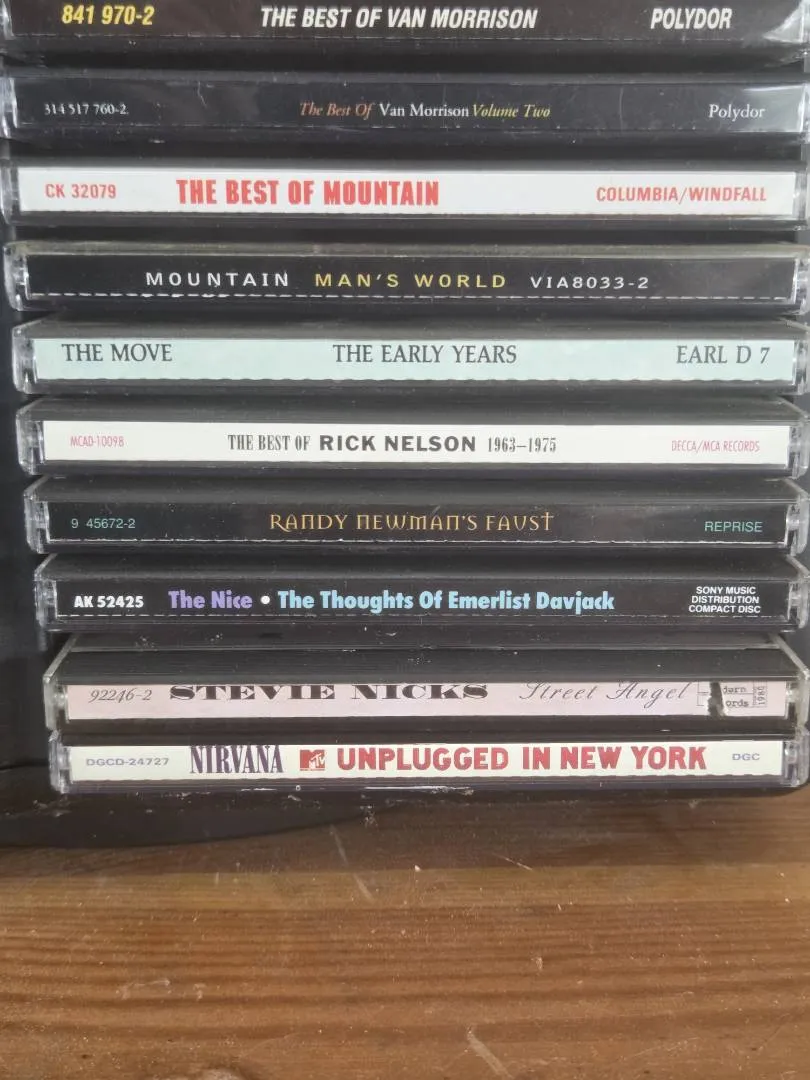 841 970-2 THE BEST OF VAN MORRISON POLYDOR
314 517 760-2 The Best Of Van Morrison Volume Two Polydor
CK 32079 THE BEST OF MOUNTAIN COLUMBIA/WINDFALL
MOUNTAIN MAN'S WORLD VIA8033-2
THE MOVE THE EARLY YEARS EARL D 7
MCAD-10098 THE BEST OF RICK NELSON 1963-1975 DECCA/MCA RECORDS
9 45672-2 RANDY NEWMAN'S FAUST REPRISE
AK 52425 The Nice • The Thoughts Of Emerlist Davjack SONY MUSIC
DISTRIBUTION
COMPACT DISC
92246-2 STEVIE NICKS Street Angel
1980
DGCD-24727 NIRVANA MTV UNPLUGGED IN NEW YORK DGC